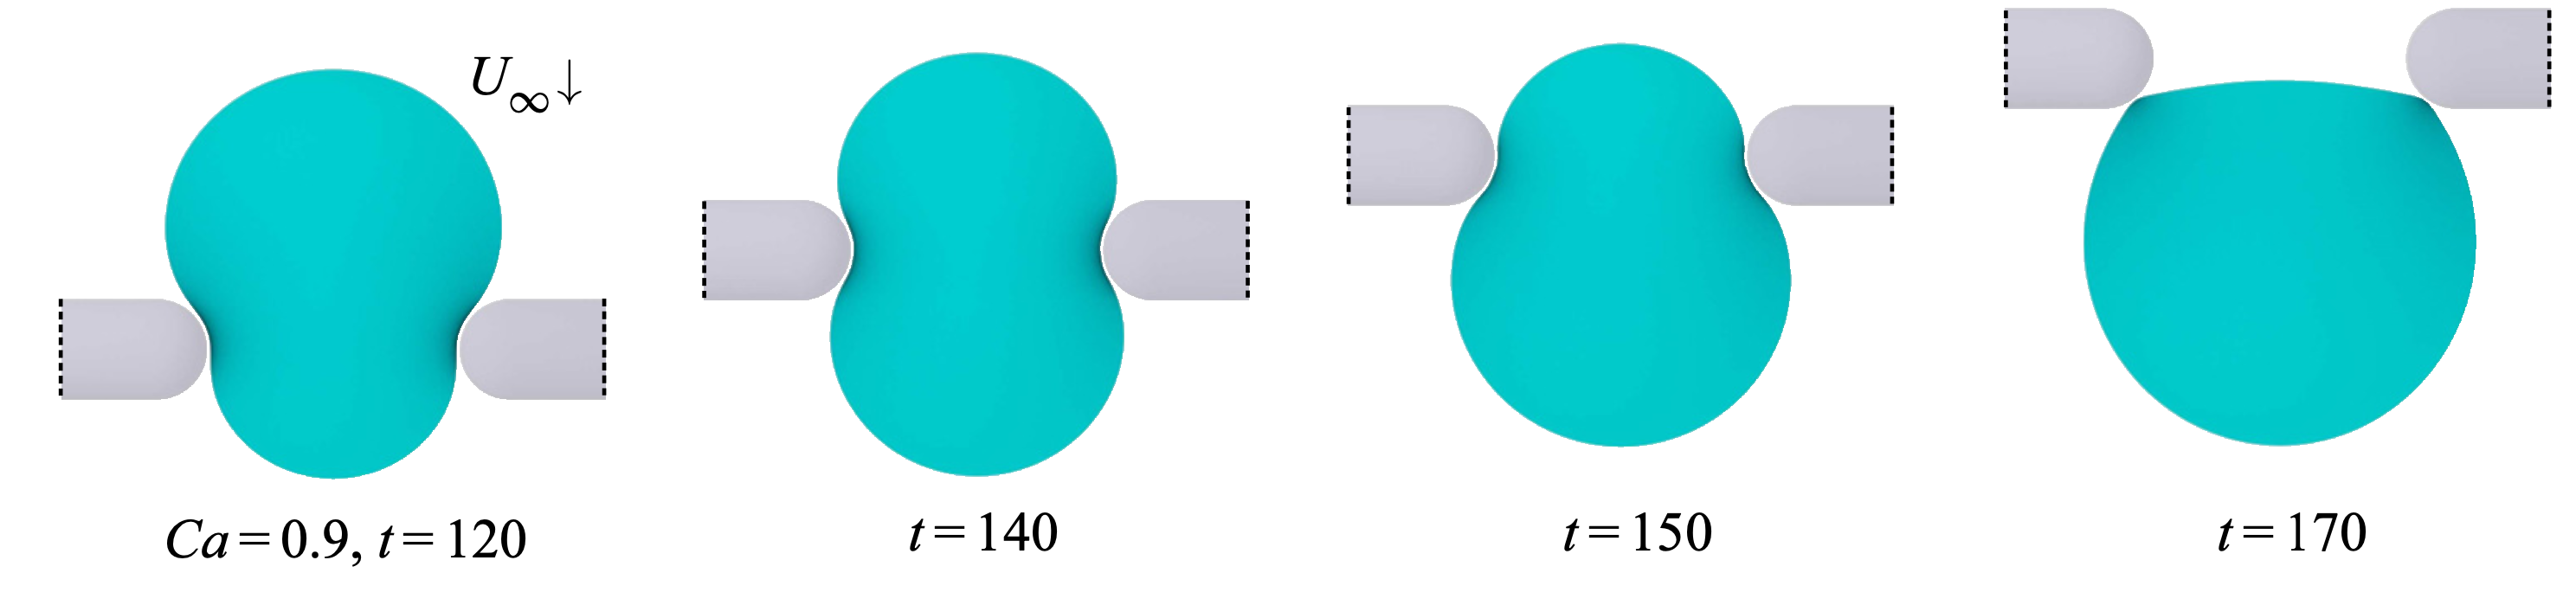 U∞↓
Ca = 0.9, t = 120
t = 140
t = 150
t = 170